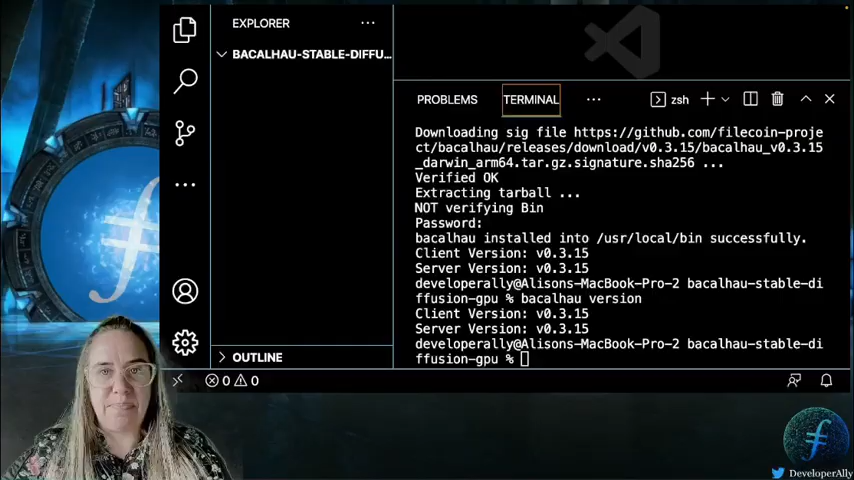 EXPLORER
BACALHAU-STABLE-DIFFU...
PROBLEMS
TERMINAL
zsh
Downloading sig file https://github.com/filecoin-proje
ct/bacalhau/releases/download/v0.3.15/bacalhau_v0.3.15
_darwin_arm64.tar.gz.signature.sha256 ...
Verified OK
Extracting tarball ...
NOT verifying Bin
Password:
bacalhau installed into /usr/local/bin successfully.
Client Version: v0.3.15
Server Version: v0.3.15
developerally@Alisons-MacBook-Pro-2 bacalhau-stable-di
ffusion-gpu % bacalhau version
Client Version: v0.3.15
Server Version: v0.3.15
developerally@Alisons-MacBook-Pro-2 bacalhau-stable-di
ffusion-gpu %
OUTLINE
0 0
DeveloperAlly